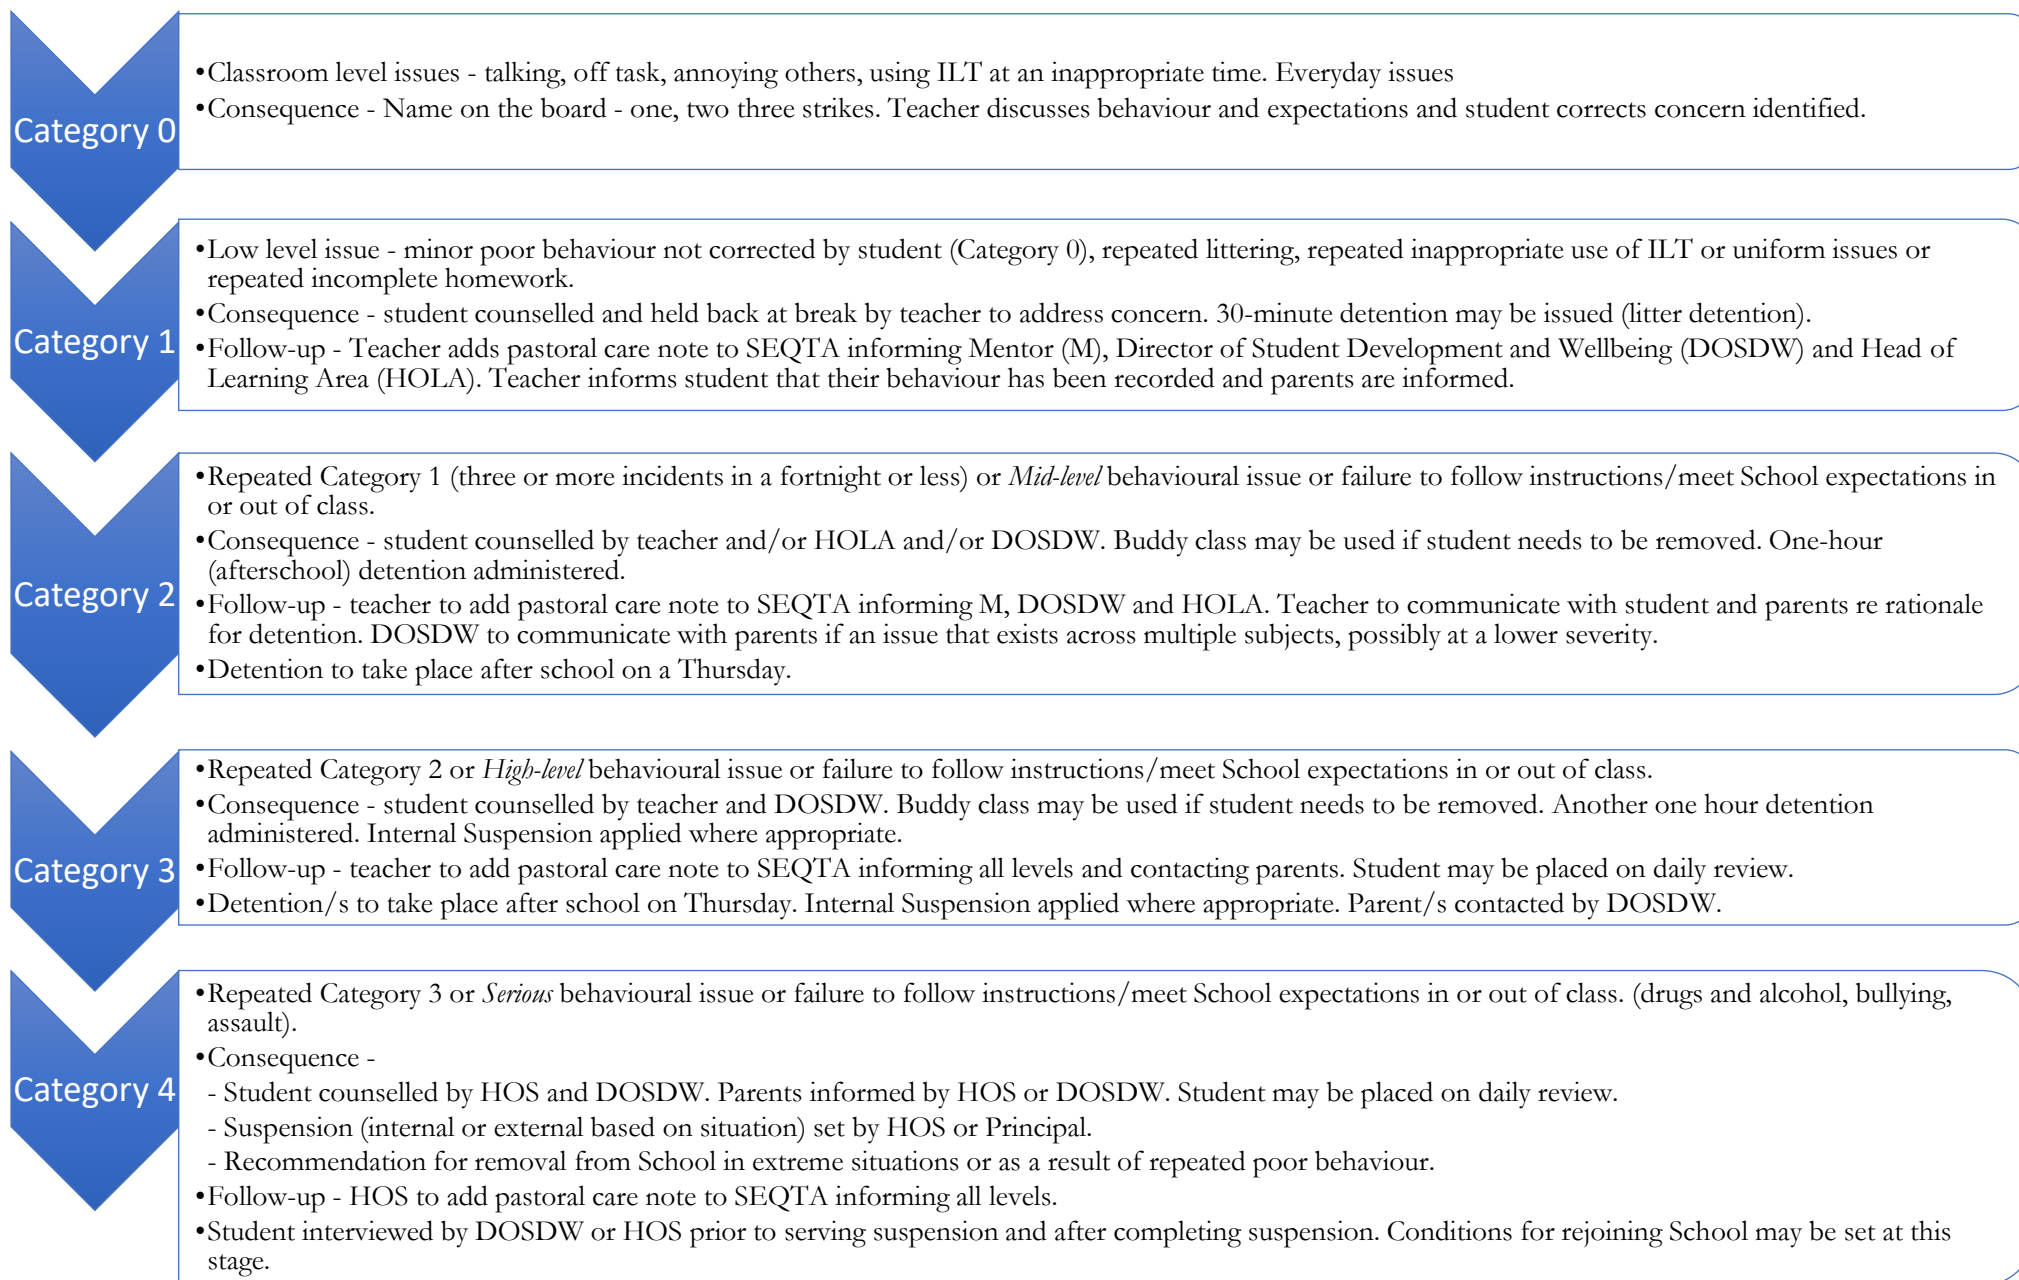 Category 0
•Classroom level issues - talking, off task, annoying others, using ILT at an inappropriate time. Everyday issues
•Consequence - Name on the board - one, two three strikes. Teacher discusses behaviour and expectations and student corrects concern identified.
Category 1
•Low level issue - minor poor behaviour not corrected by student (Category 0), repeated littering, repeated inappropriate use of ILT or uniform issues or
repeated incomplete homework.
•Consequence - student counselled and held back at break by teacher to address concern. 30-minute detention may be issued (litter detention).
•Follow-up - Teacher adds pastoral care note to SEQTA informing Mentor (M), Director of Student Development and Wellbeing (DOSDW) and Head of
Learning Area (HOLA). Teacher informs student that their behaviour has been recorded and parents are informed.
Category 2
•Repeated Category 1 (three or more incidents in a fortnight or less) or Mid-level behavioural issue or failure to follow instructions/meet School expectations in
or out of class.
•Consequence - student counselled by teacher and/or HOLA and/or DOSDW. Buddy class may be used if student needs to be removed. One-hour
(afterschool) detention administered.
•Follow-up - teacher to add pastoral care note to SEQTA informing M, DOSDW and HOLA. Teacher to communicate with student and parents re rationale
for detention. DOSDW to communicate with parents if an issue that exists across multiple subjects, possibly at a lower severity.
•Detention to take place after school on a Thursday.
Category 3
•Repeated Category 2 or High-level behavioural issue or failure to follow instructions/meet School expectations in or out of class.
•Consequence - student counselled by teacher and DOSDW. Buddy class may be used if student needs to be removed. Another one hour detention
administered. Internal Suspension applied where appropriate.
•Follow-up - teacher to add pastoral care note to SEQTA informing all levels and contacting parents. Student may be placed on daily review.
•Detention/s to take place after school on Thursday. Internal Suspension applied where appropriate. Parent/s contacted by DOSDW.
Category 4
•Repeated Category 3 or Serious behavioural issue or failure to follow instructions/meet School expectations in or out of class. (drugs and alcohol, bullying,
assault).
•Consequence -
- Student counselled by HOS and DOSDW. Parents informed by HOS or DOSDW. Student may be placed on daily review.
- Suspension (internal or external based on situation) set by HOS or Principal.
- Recommendation for removal from School in extreme situations or as a result of repeated poor behaviour.
•Follow-up - HOS to add pastoral care note to SEQTA informing all levels.
•Student interviewed by DOSDW or HOS prior to serving suspension and after completing suspension. Conditions for rejoining School may be set at this
stage.